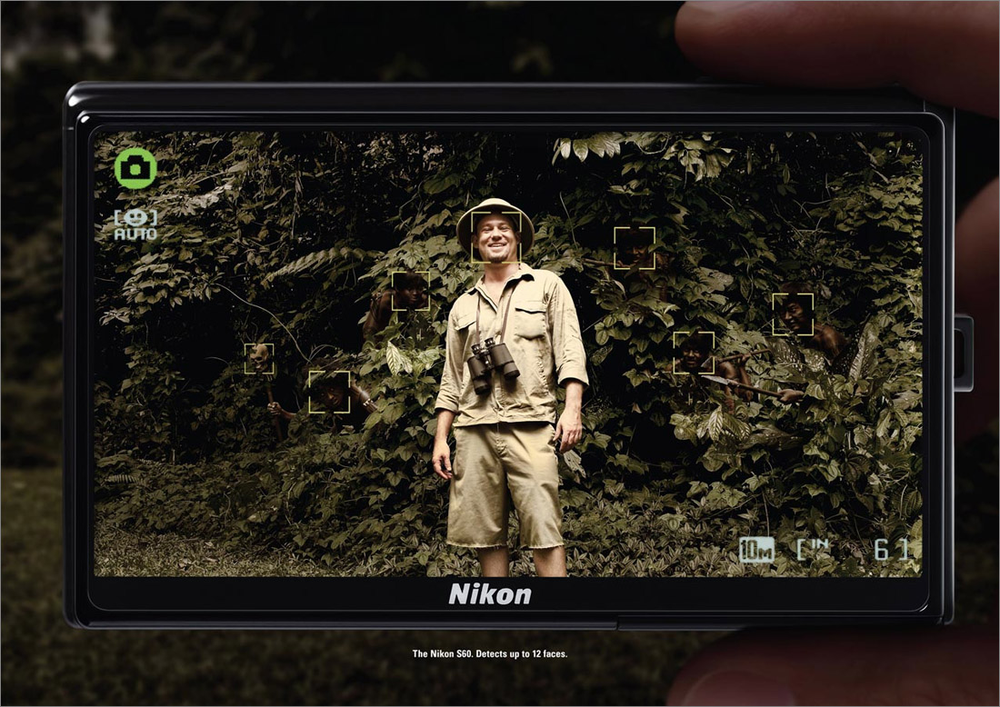 AUTO
10M
[IN 6]
Nikon
The Nikon S60. Detects up to 12 faces.